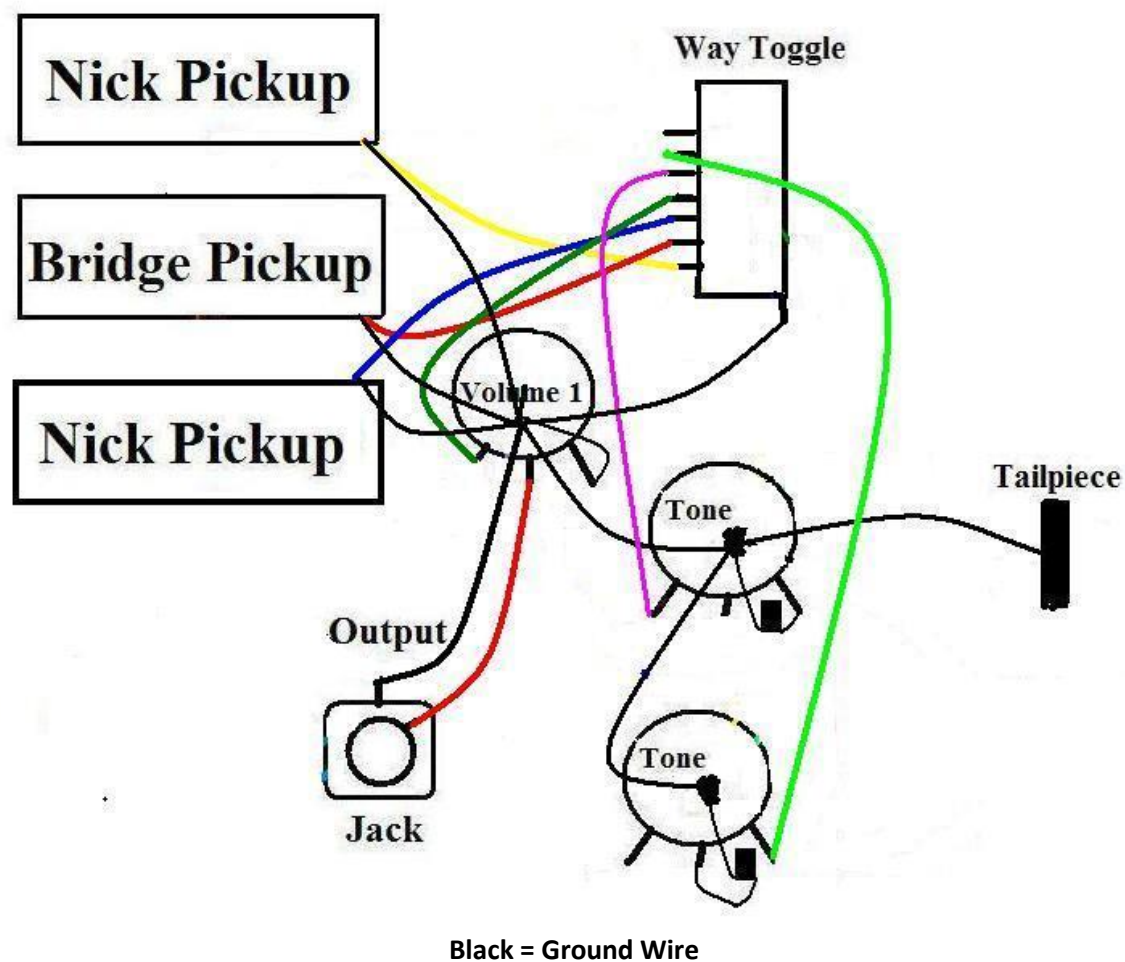 Nick Pickup
Way Toggle
Bridge Pickup
Volume 1
Nick Pickup
Tone
Tailpiece
Output
Jack
Tone
Black = Ground Wire